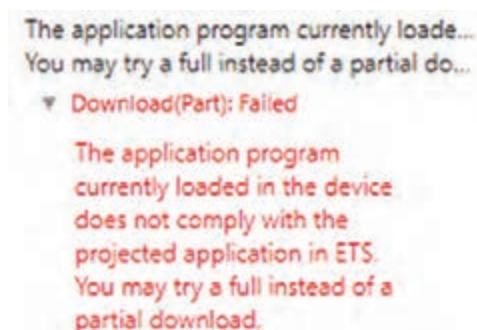 The application program currently loade...
You may try a full instead of a partial do...
Download(Part): Failed
The application program
currently loaded in the device
does not comply with the
projected application in ETS.
You may try a full instead of a
partial download.